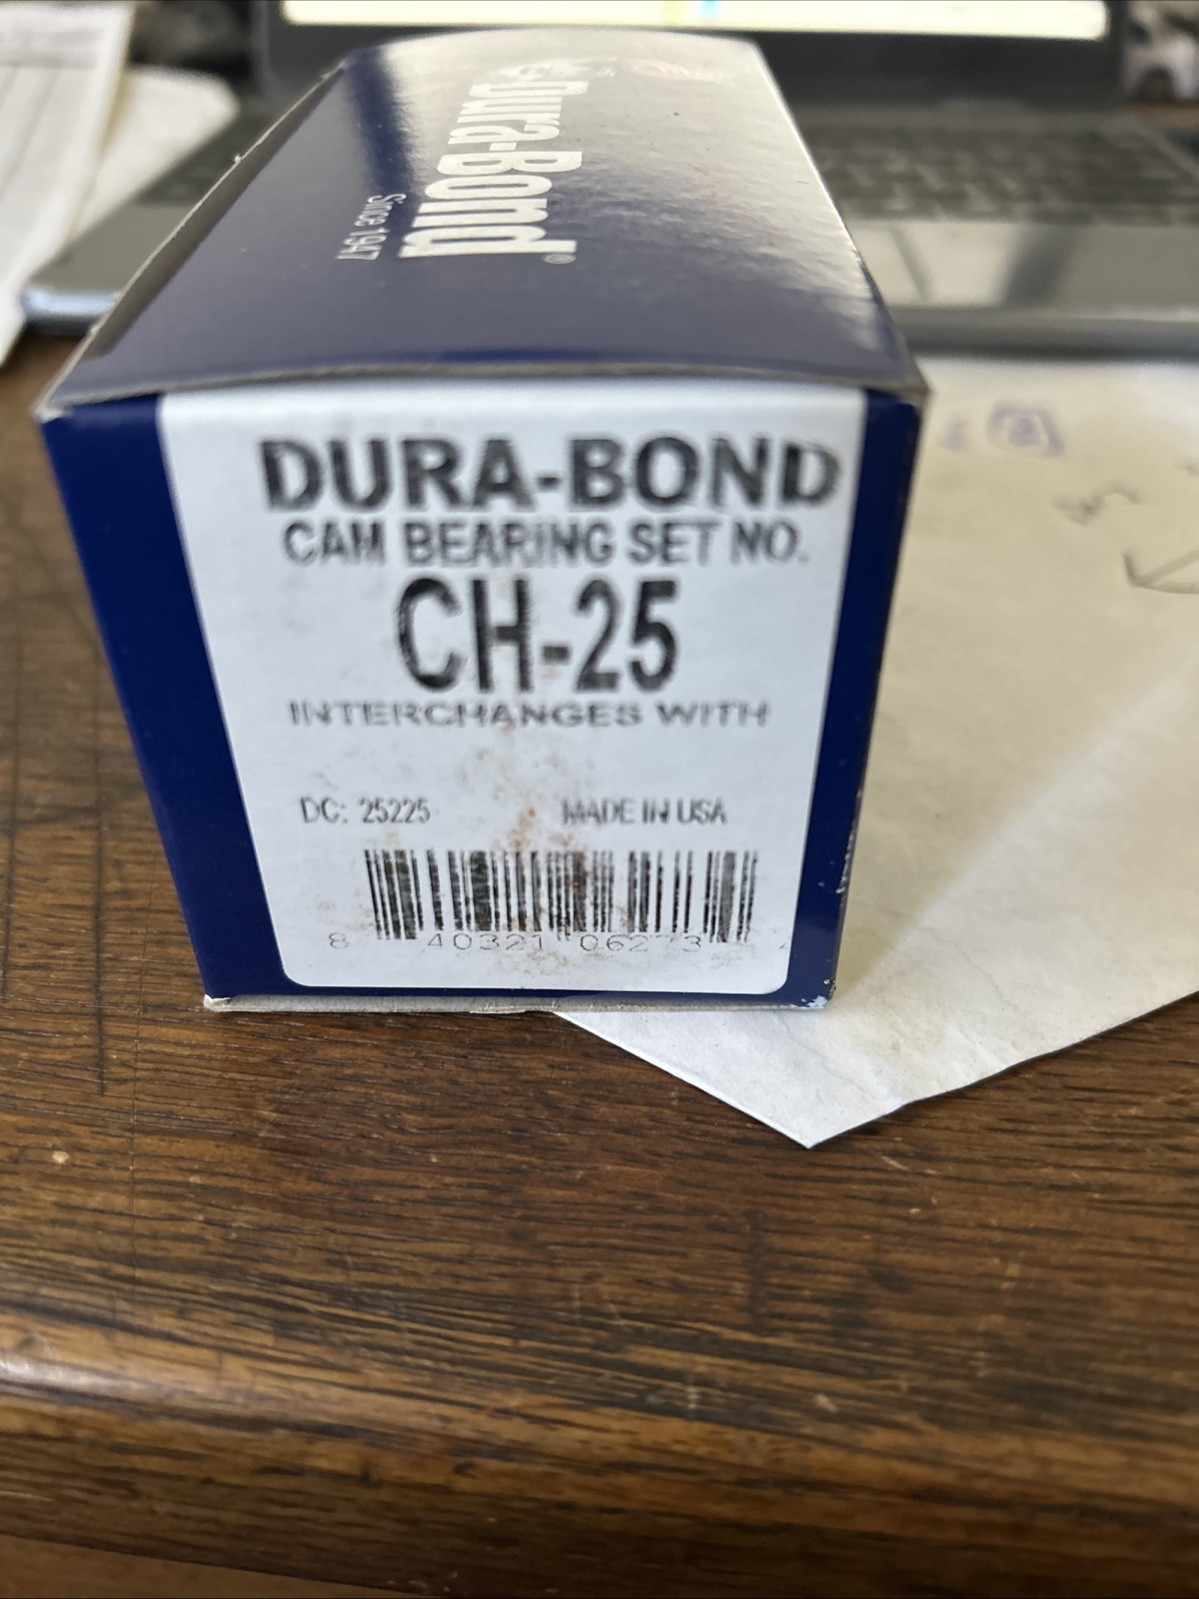 Dura-Bond®
Since 1947
DURA-BOND
CAM BEARING SET NO.
CH-25
INTERCHANGES WITH
DC: 25225 MADE IN USA
8 40321 06273